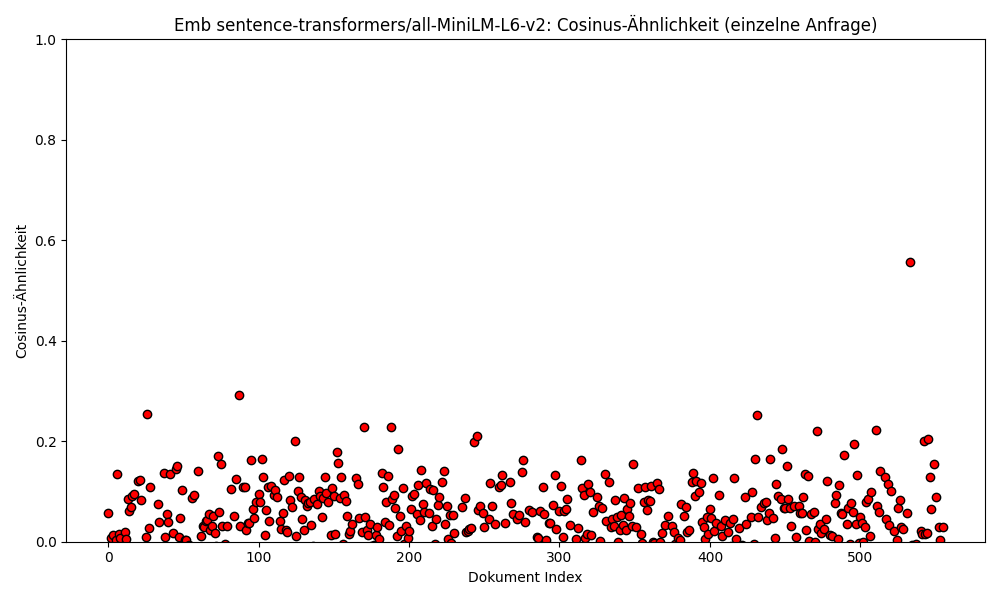 Emb sentence-transformers/all-MiniLM-L6-v2: Cosinus-Ähnlichkeit (einzelne Anfrage)
1.0
0.8
0.6
0.4
0.2
0.0
Cosinus-Ähnlichkeit
0 100 200 300 400 500
Dokument Index